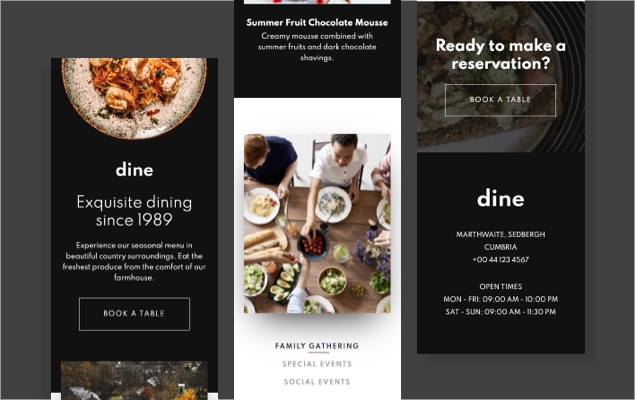 dine
Exquisite dining
since 1989
Experience our seasonal menu in
beautiful country surroundings. Eat the
freshest produce from the comfort of our
farmhouse.
BOOK A TABLE
Summer Fruit Chocolate Mousse
Creamy mousse combined with
summer fruits and dark chocolate
shavings.
FAMILY GATHERING
SPECIAL EVENTS
SOCIAL EVENTS
Ready to make a
reservation?
BOOK A TABLE
dine
MARTHWAITE, SEDBERGH
CUMBRIA
+00 44 123 4567
OPEN TIMES
MON - FRI: 09:00 AM - 10:00 PM
SAT - SUN: 09:00 AM - 11:30 PM